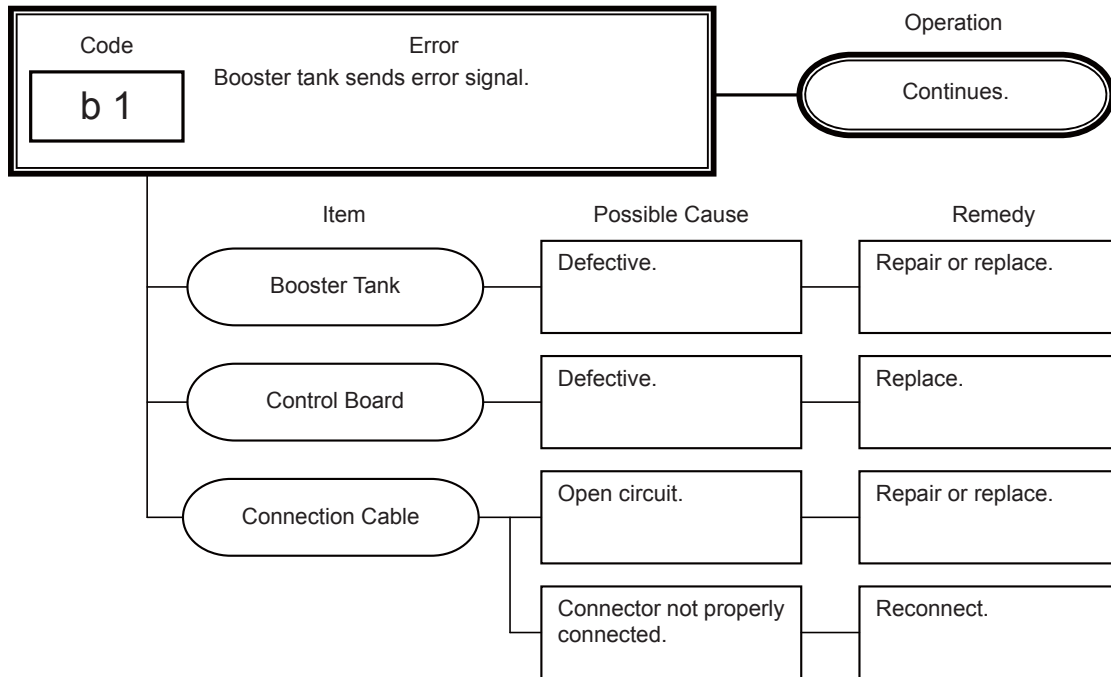 Code
Error
Operation
b 1
Booster tank sends error signal.
Continues.
Item
Possible Cause
Remedy
Booster Tank
Defective.
Repair or replace.
Control Board
Defective.
Replace.
Connection Cable
Open circuit.
Repair or replace.
Connector not properly
connected.
Reconnect.